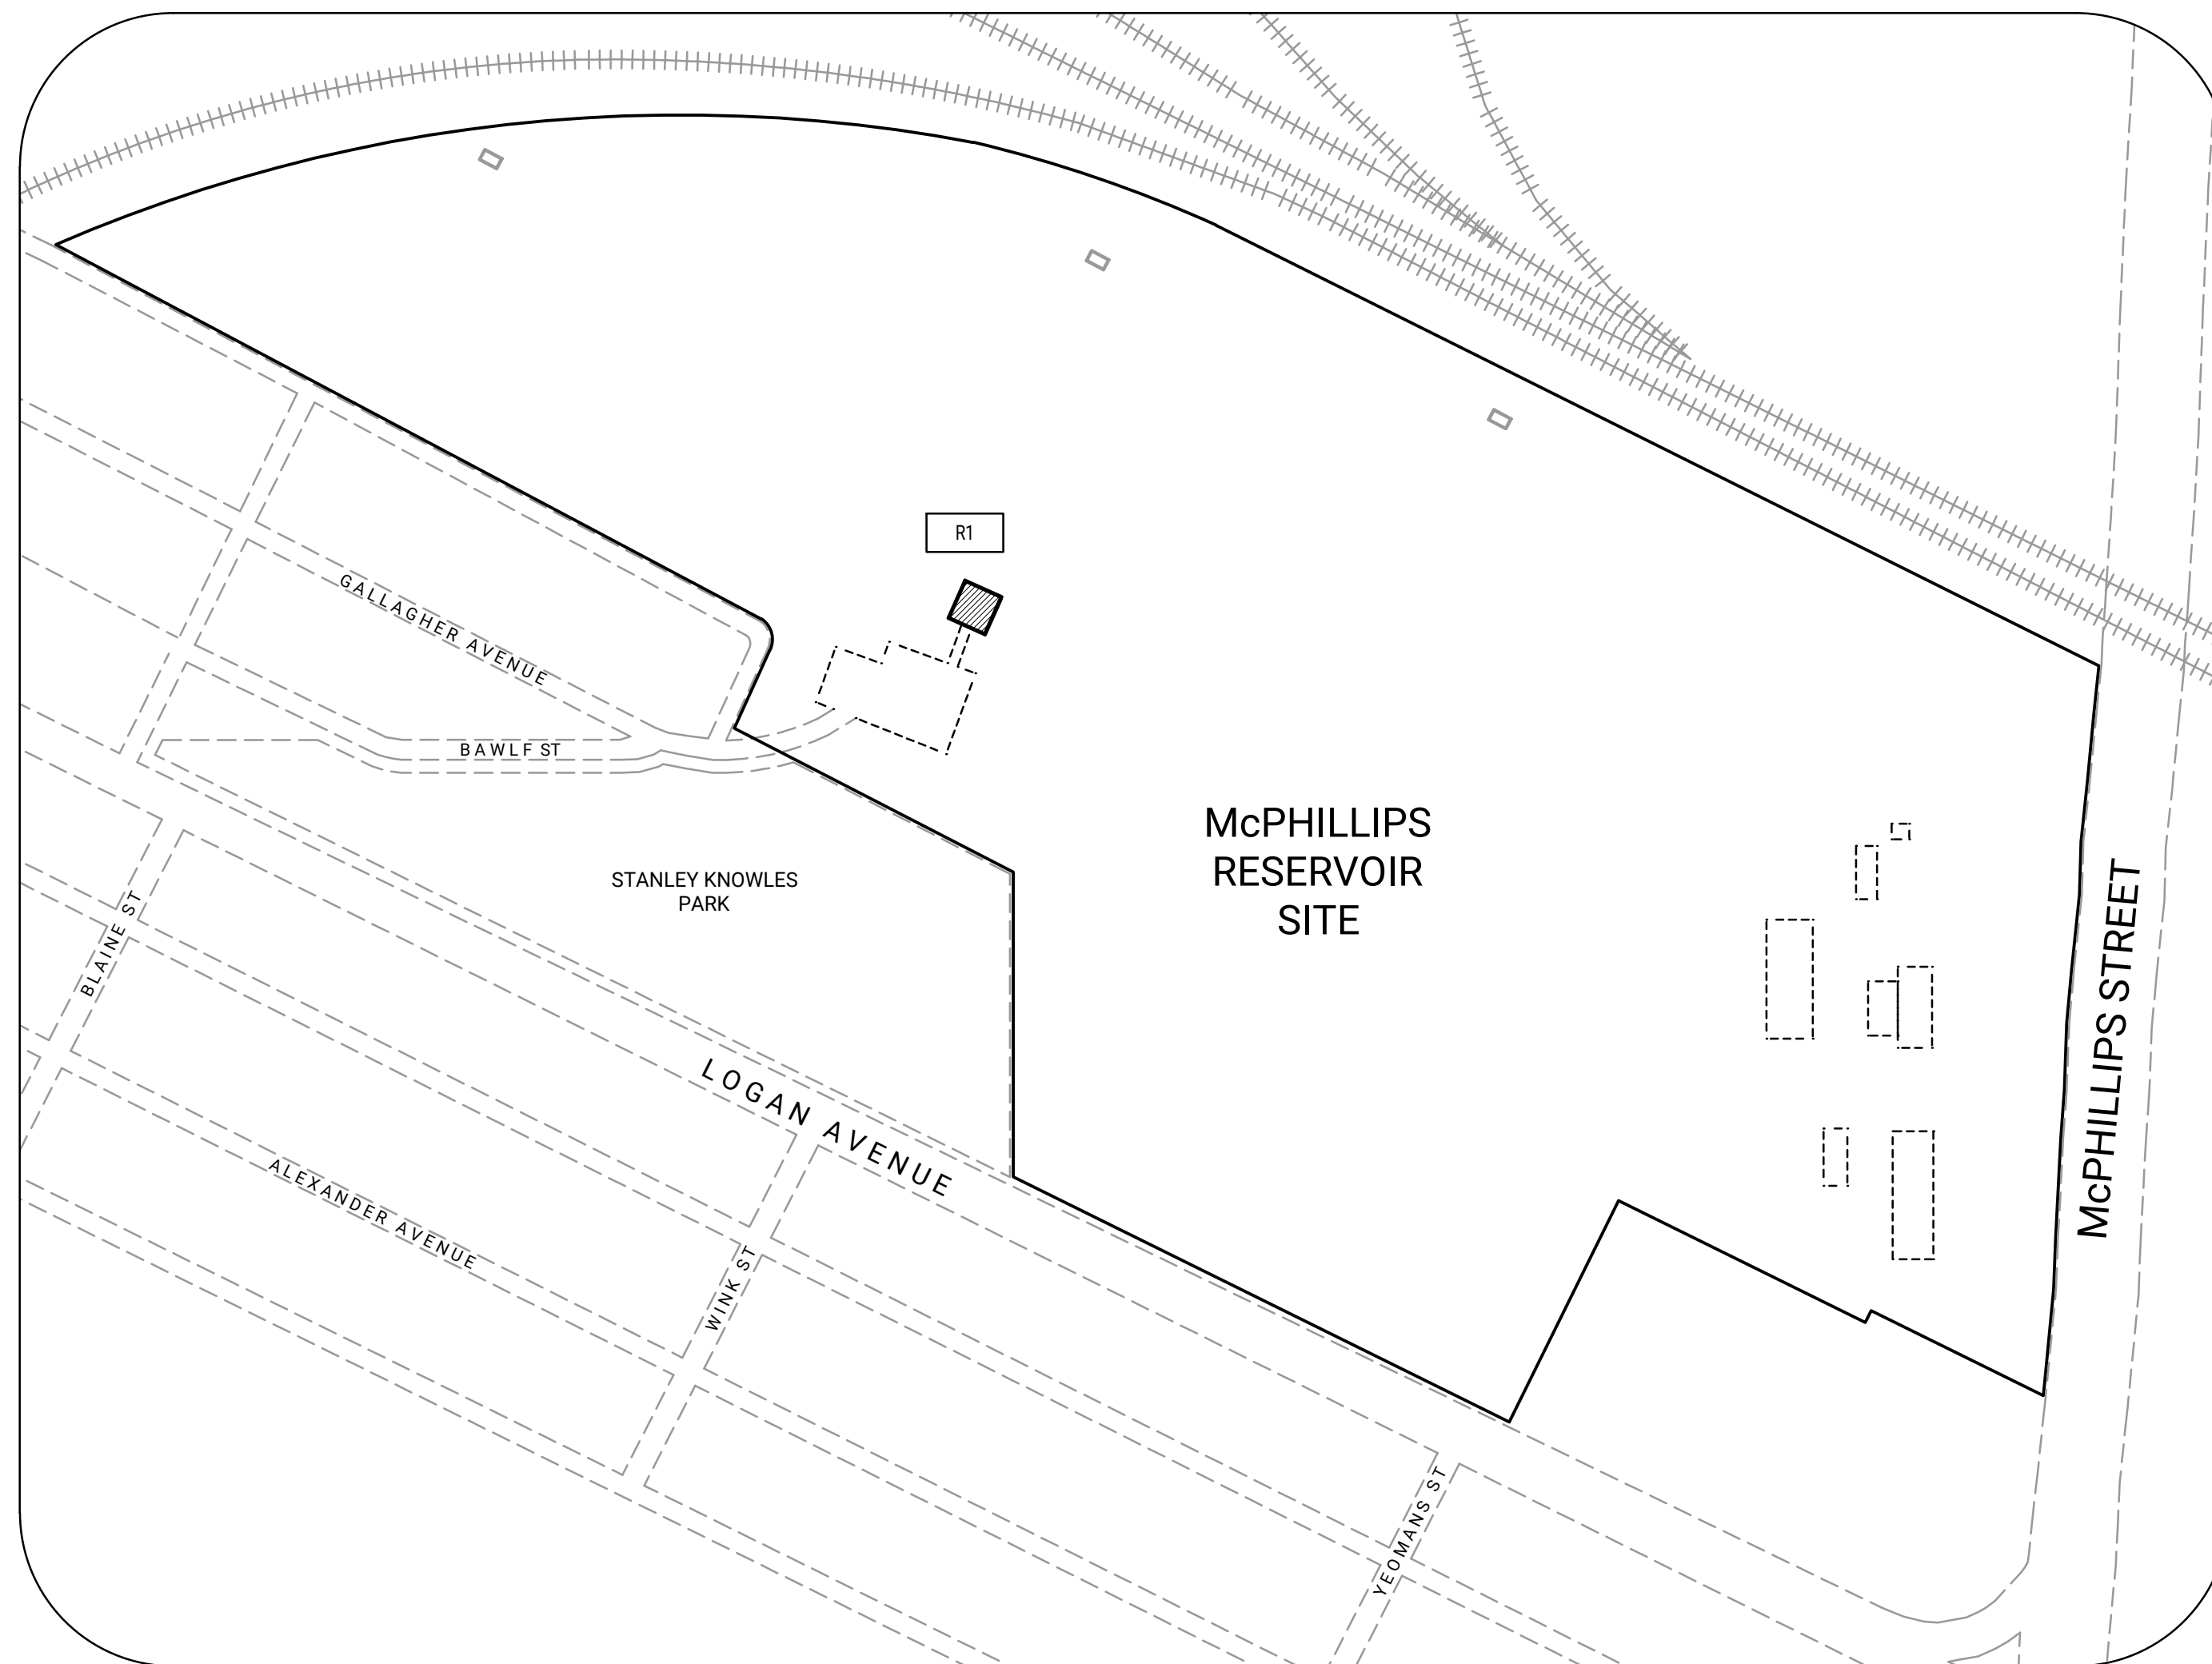 R1
GALLAGHER AVENUE
BAWLF ST
McPHILLIPS
RESERVOIR
SITE
STANLEY KNOWLES
PARK
BLAINE ST
McPHILLIPS STREET
LOGAN AVENUE
ALEXANDER AVENUE
WINK ST
YEOMANS ST